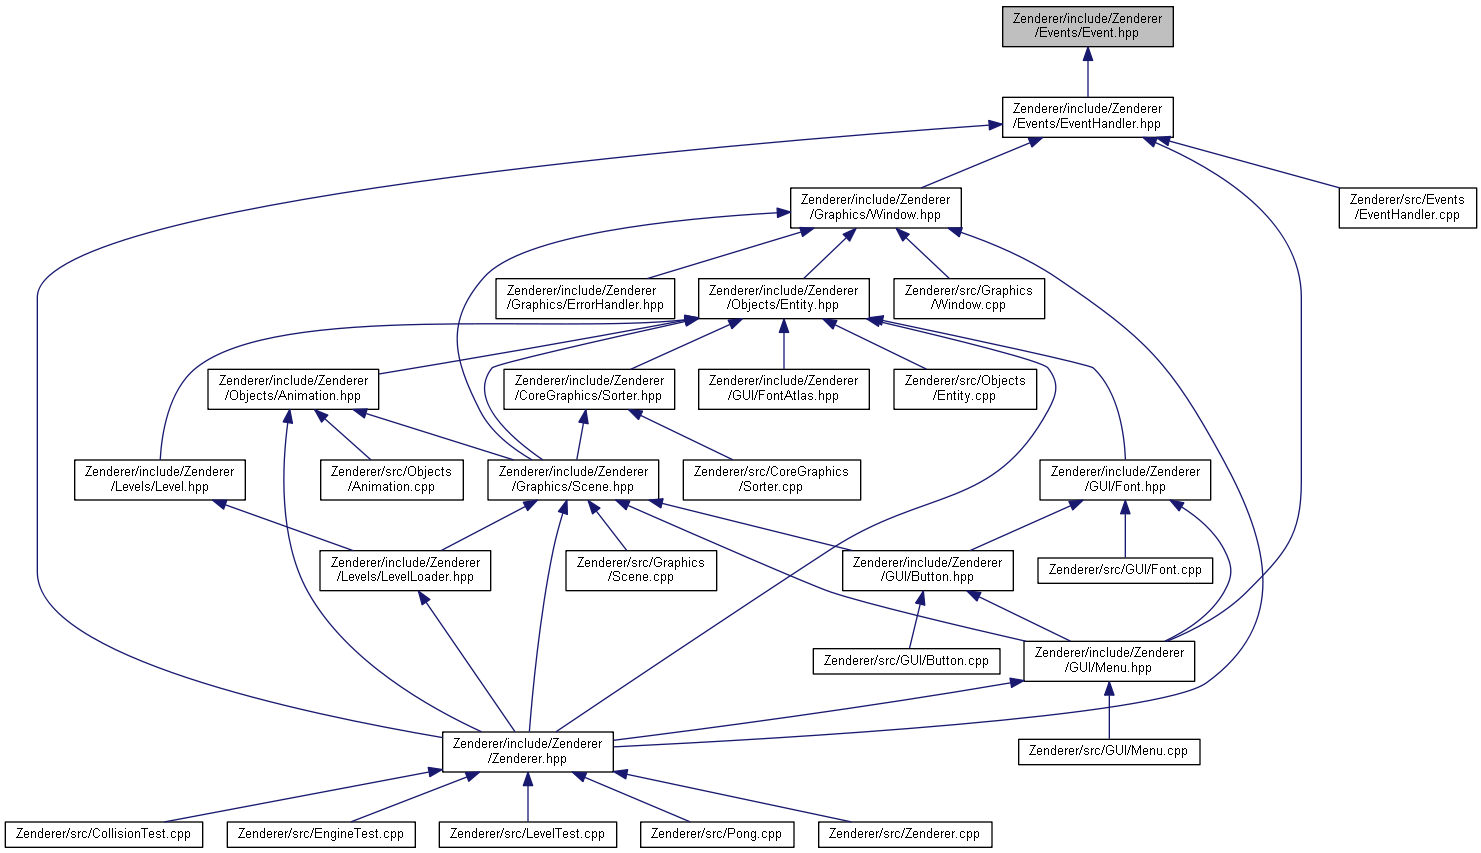 Zenderer/include/Zenderer
/Events/Event.hpp
Zenderer/include/Zenderer
/Events/EventHandler.hpp
Zenderer/include/Zenderer
/Graphics/Window.hpp
Zenderer/src/Events
/EventHandler.cpp
Zenderer/include/Zenderer
/Graphics/ErrorHandler.hpp
Zenderer/include/Zenderer
/Objects/Entity.hpp
Zenderer/src/Graphics
/Window.cpp
Zenderer/include/Zenderer
/Objects/Animation.hpp
Zenderer/include/Zenderer
/CoreGraphics/Sorter.hpp
Zenderer/include/Zenderer
/GUI/FontAtlas.hpp
Zenderer/src/Objects
/Entity.cpp
Zenderer/include/Zenderer
/Levels/Level.hpp
Zenderer/src/Objects
/Animation.cpp
Zenderer/include/Zenderer
/Graphics/Scene.hpp
Zenderer/src/CoreGraphics
/Sorter.cpp
Zenderer/include/Zenderer
/GUI/Font.hpp
Zenderer/include/Zenderer
/Levels/LevelLoader.hpp
Zenderer/src/Graphics
/Scene.cpp
Zenderer/include/Zenderer
/GUI/Button.hpp
Zenderer/src/GUI/Font.cpp
Zenderer/src/GUI/Button.cpp
Zenderer/include/Zenderer
/GUI/Menu.hpp
Zenderer/include/Zenderer
/Zenderer.hpp
Zenderer/src/GUI/Menu.cpp
Zenderer/src/CollisionTest.cpp
Zenderer/src/EngineTest.cpp
Zenderer/src/LevelTest.cpp
Zenderer/src/Pong.cpp
Zenderer/src/Zenderer.cpp